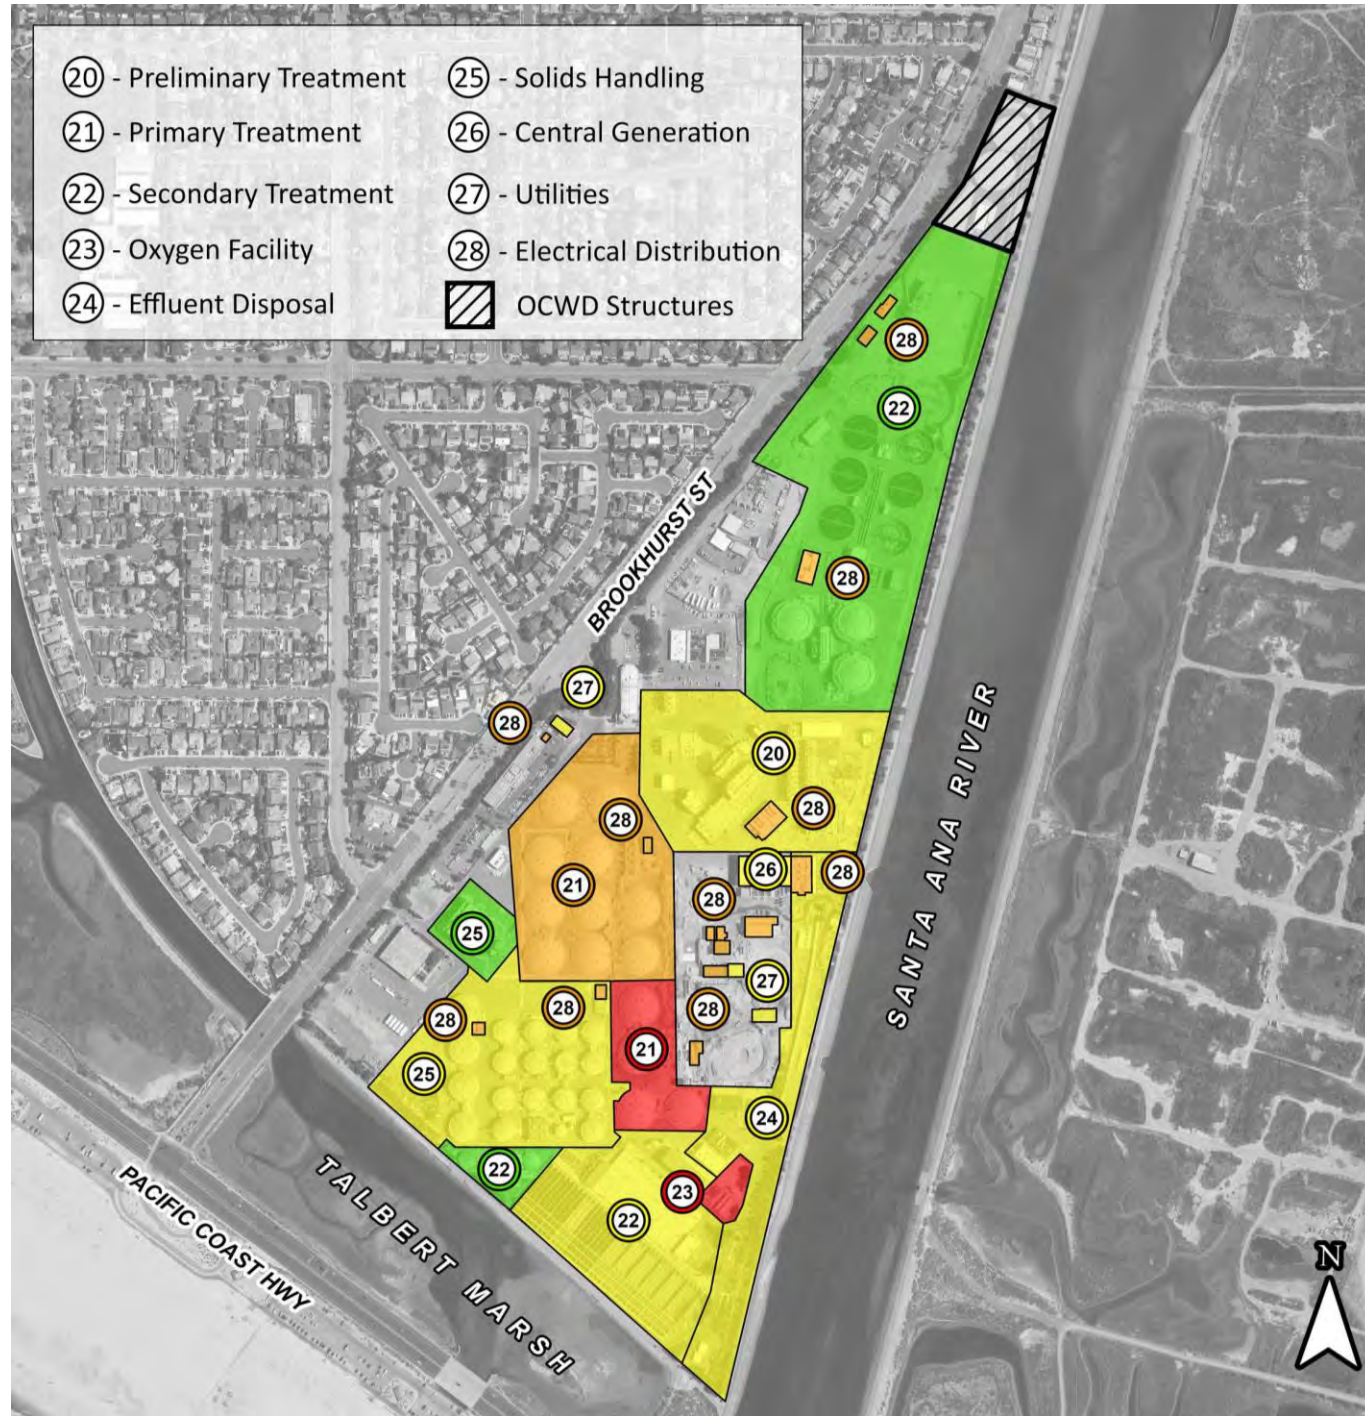 20 - Preliminary Treatment
21 - Primary Treatment
22 - Secondary Treatment
23 - Oxygen Facility
24 - Effluent Disposal
25 - Solids Handling
26 - Central Generation
27 - Utilities
28 - Electrical Distribution
OCWD Structures
28
22
BROOKHURST ST
28
27
28
20
28
28
26
28
21
28
25
27
SANTA ANA RIVER
28
28
28
21
25
24
22
23
22
PACIFIC COAST HWY
TALBERT MARSH
N